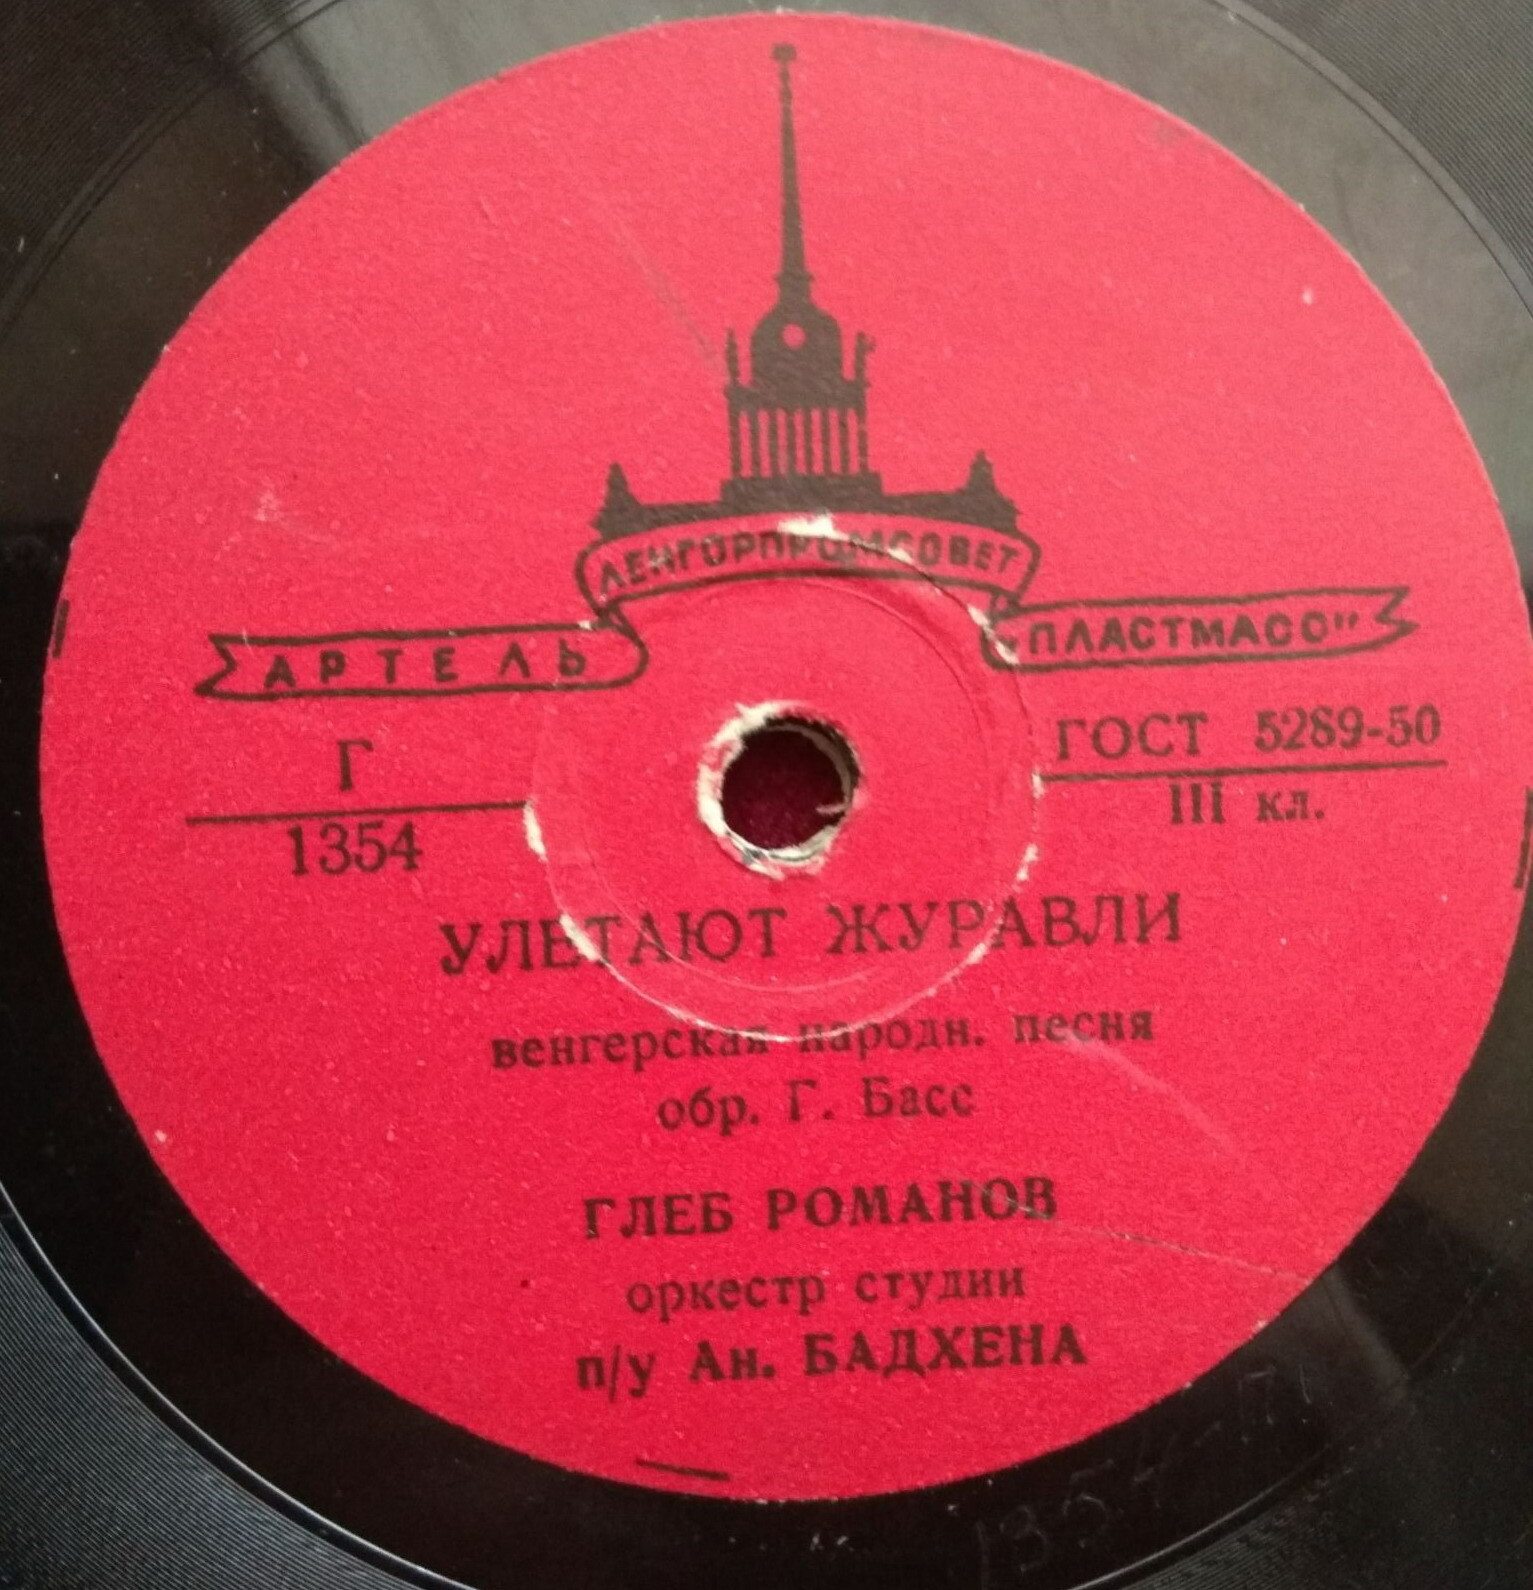 ЛЕНГОРПРОМСОВЕТ
АРТЕЛЬ „ПЛАСТМАСС"
Г
1354
ГОСТ 5289-50
III кл.
УЛЕТАЮТ ЖУРАВЛИ
венгерская народн. песня
обр. Г. Басс
ГЛЕБ РОМАНОВ
оркестр студии
п/у Ан. БАДХЕНА